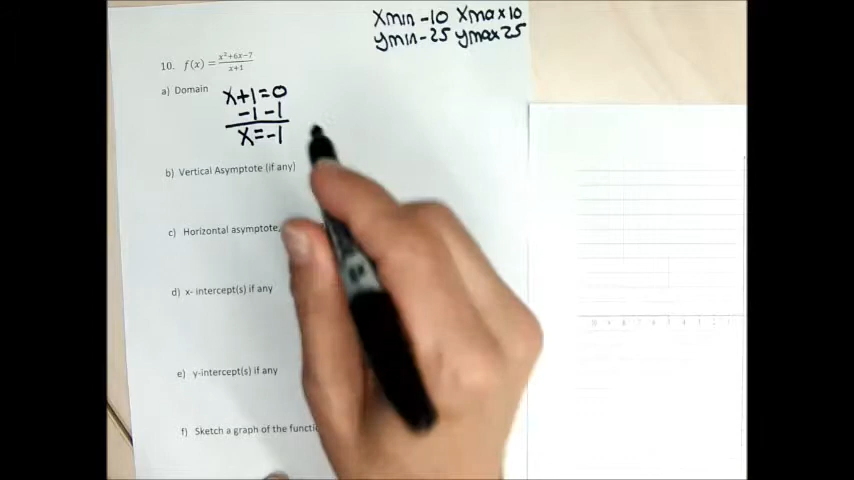 xmin -10 xmax 10
ymin -25 ymax 25
10. f(x) = x²+6x-7 / x+1
a) Domain
x+1=0
-1 -1
x=-1
b) Vertical Asymptote (if any)
c) Horizontal asymptote,
d) x- intercept(s) if any
e) y-intercept(s) if any
f) Sketch a graph of the